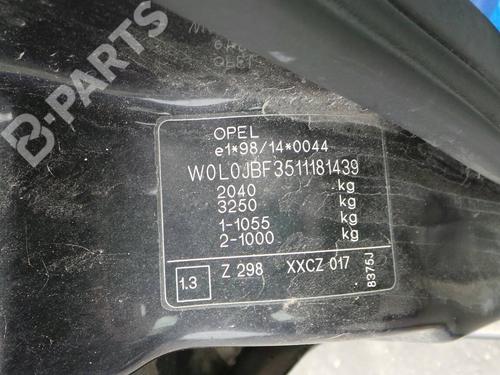 B-PARTS
OPEL
e1*98/14*0044
W0L0JBF3511181439
2040 kg
3250 kg
1-1055 kg
2-1000 kg
1.3 Z 298 XXCZ 017
8375J